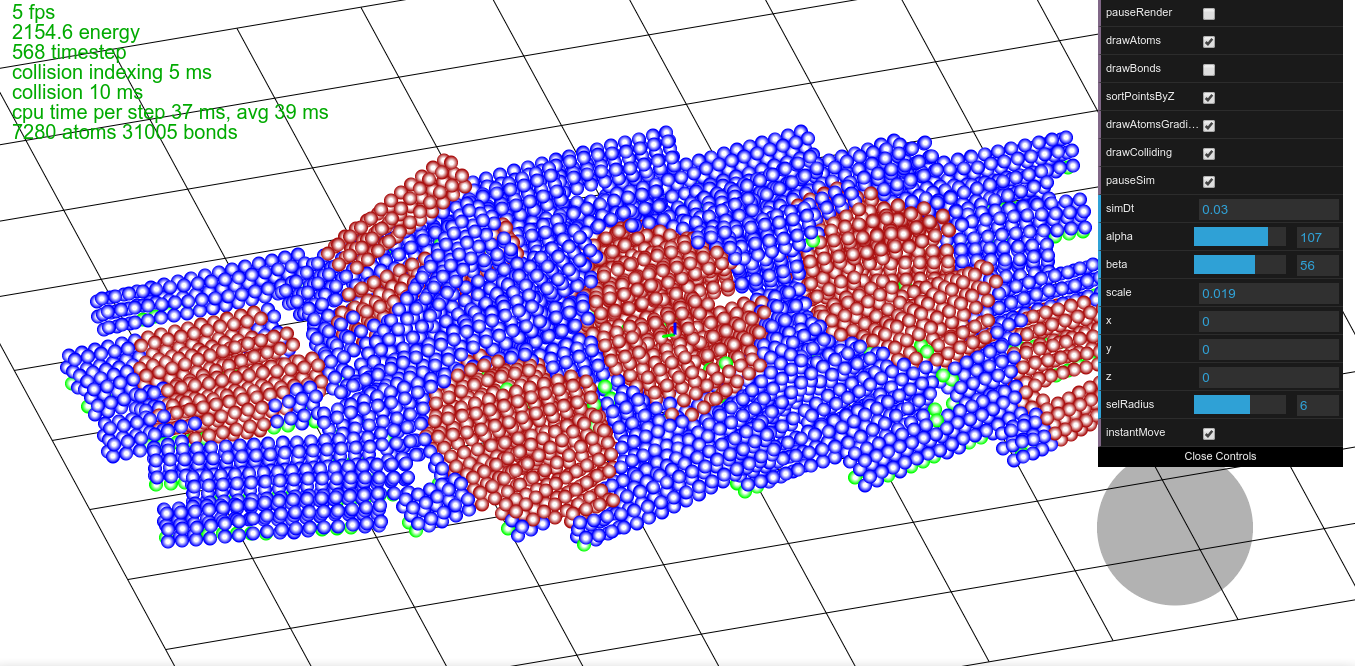 5 fps
2154.6 energy
568 timestep
collision indexing 5 ms
collision 10 ms
cpu time per step 37 ms, avg 39 ms
7280 atoms 31005 bonds
pauseRender
drawAtoms
drawBonds
sortPointsByZ
drawAtomsGradi...
drawColliding
pauseSim
simDt 0.03
alpha 107
beta 56
scale 0.019
x 0
y 0
z 0
selRadius 6
instantMove
Close Controls